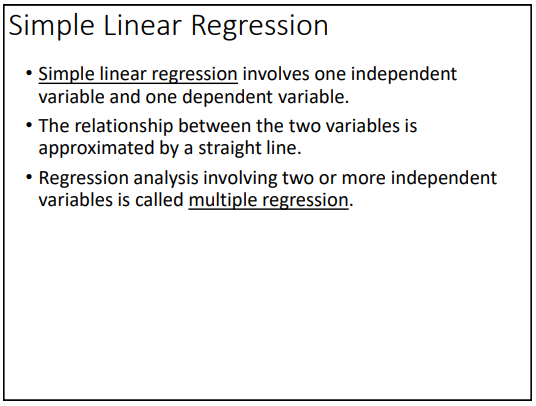 Simple Linear Regression
• Simple linear regression involves one independent
variable and one dependent variable.
• The relationship between the two variables is
approximated by a straight line.
• Regression analysis involving two or more independent
variables is called multiple regression.